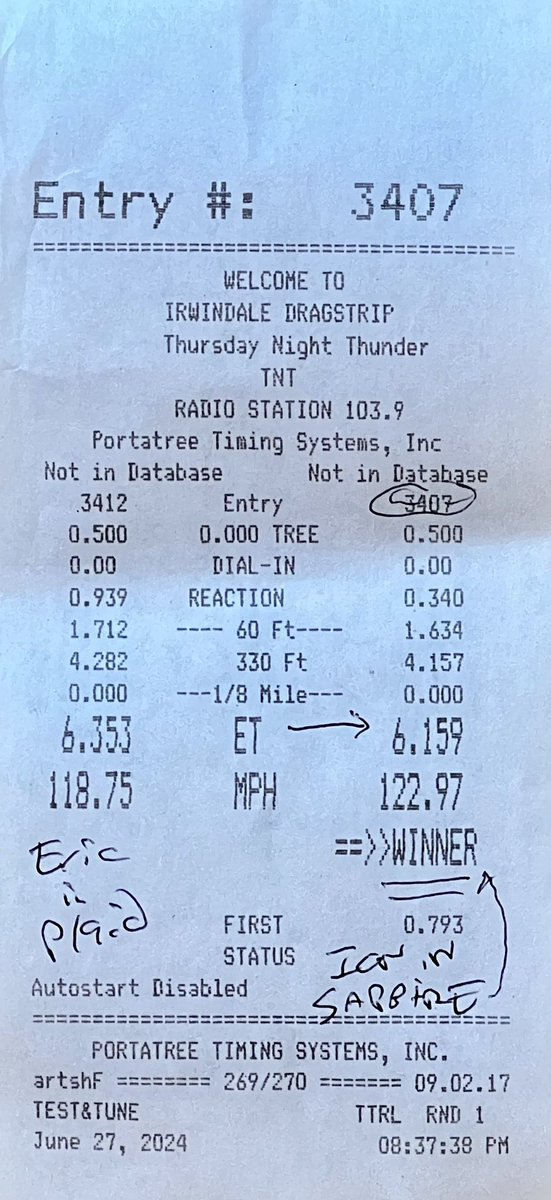 Entry #: 3407
=======================================
WELCOME TO
IRWINDALE DRAGSTRIP
Thursday Night Thunder
TNT
RADIO STATION 103.9
Portatree Timing Systems, Inc
Not in Database Not in Database
3412 Entry 3407
0.500 0.000 TREE 0.500
0.00 DIAL-IN 0.00
0.939 REACTION 0.340
1.712 ---- 60 Ft---- 1.634
4.282 330 Ft 4.157
0.000 ---1/8 Mile--- 0.000
6.353 ET → 6.159
118.75 MPH 122.97
==>>WINNER
Eric
in
plaid
FIRST 0.793
STATUS
in
Autostart Disabled
=======================================
PORTATREE TIMING SYSTEMS, INC.
artshF ======== 269/270 ======= 09.02.17
TEST&TUNE TTRL RND 1
June 27, 2024 08:37:38 PM